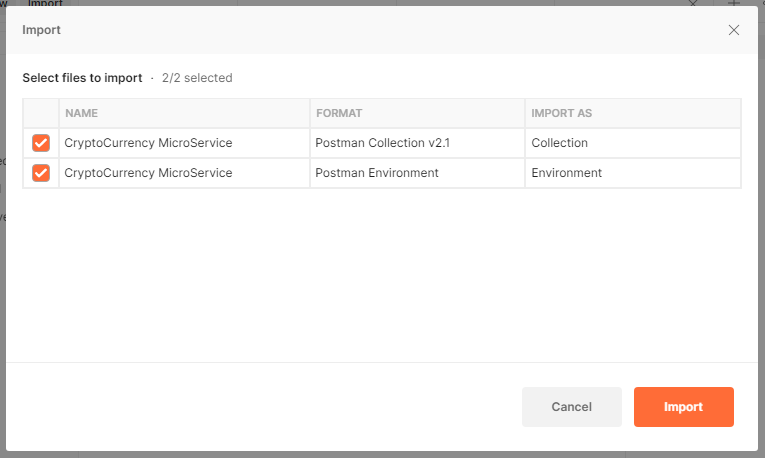 Import
Import
Select files to import · 2/2 selected
NAME FORMAT IMPORT AS
CryptoCurrency MicroService Postman Collection v2.1 Collection
CryptoCurrency MicroService Postman Environment Environment
Cancel Import